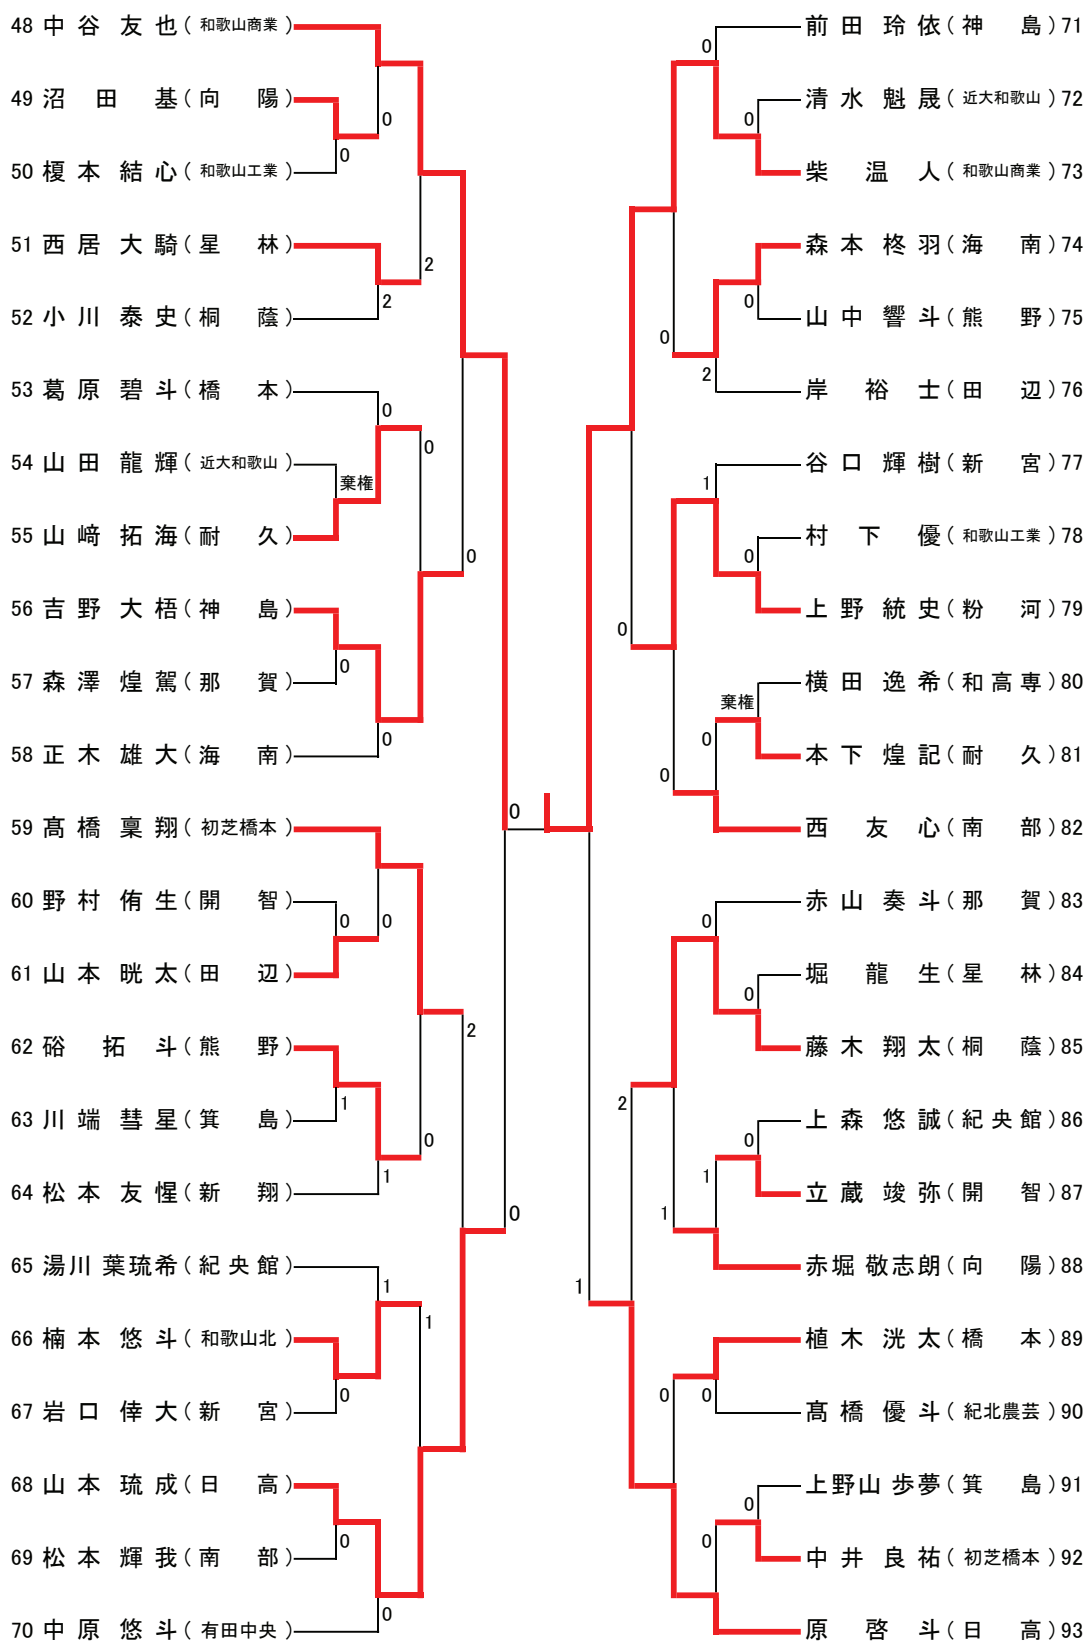 48 中谷友也(和歌山商業)
49 沼田基(向陽)
50 榎本結心(和歌山工業)
51 西居大騎(星林)
52 小川泰史(桐蔭)
53 葛原碧斗(橋本)
54 山田龍輝(近大和歌山)
55 山﨑拓海(耐久)
56 吉野大梧(神島)
57 森澤煌駕(那賀)
58 正木雄大(海南)
59 髙橋稟翔(初芝橋本)
60 野村侑生(開智)
61 山本晄太(田辺)
62 硲拓斗(熊野)
63 川端彗星(箕島)
64 松本友惺(新翔)
65 湯川葉琉希(紀央館)
66 楠本悠斗(和歌山北)
67 岩口倖大(新宮)
68 山本琉成(日高)
69 松本輝我(南部)
70 中原悠斗(有田中央)
0
0
2
2
0
0
棄権
0
0
0
0
0
2
1
0
1
1
1
0
0
0
0
0
前田玲依(神島)71
清水魁晟(近大和歌山)72
柴温人(和歌山商業)73
森本柊羽(海南)74
山中響斗(熊野)75
岸裕士(田辺)76
谷口輝樹(新宮)77
村下優(和歌山工業)78
上野統史(粉河)79
横田逸希(和高専)80
本下煌記(耐久)81
西友心(南部)82
赤山奏斗(那賀)83
堀龍生(星林)84
藤木翔太(桐蔭)85
上森悠誠(紀央館)86
立蔵竣弥(開智)87
赤堀敬志朗(向陽)88
植木洸太(橋本)89
髙橋優斗(紀北農芸)90
上野山歩夢(箕島)91
中井良祐(初芝橋本)92
原啓斗(日高)93
0
0
0
0
2
1
0
0
棄権
0
0
0
0
2
0
1
1
1
0
0
0
0